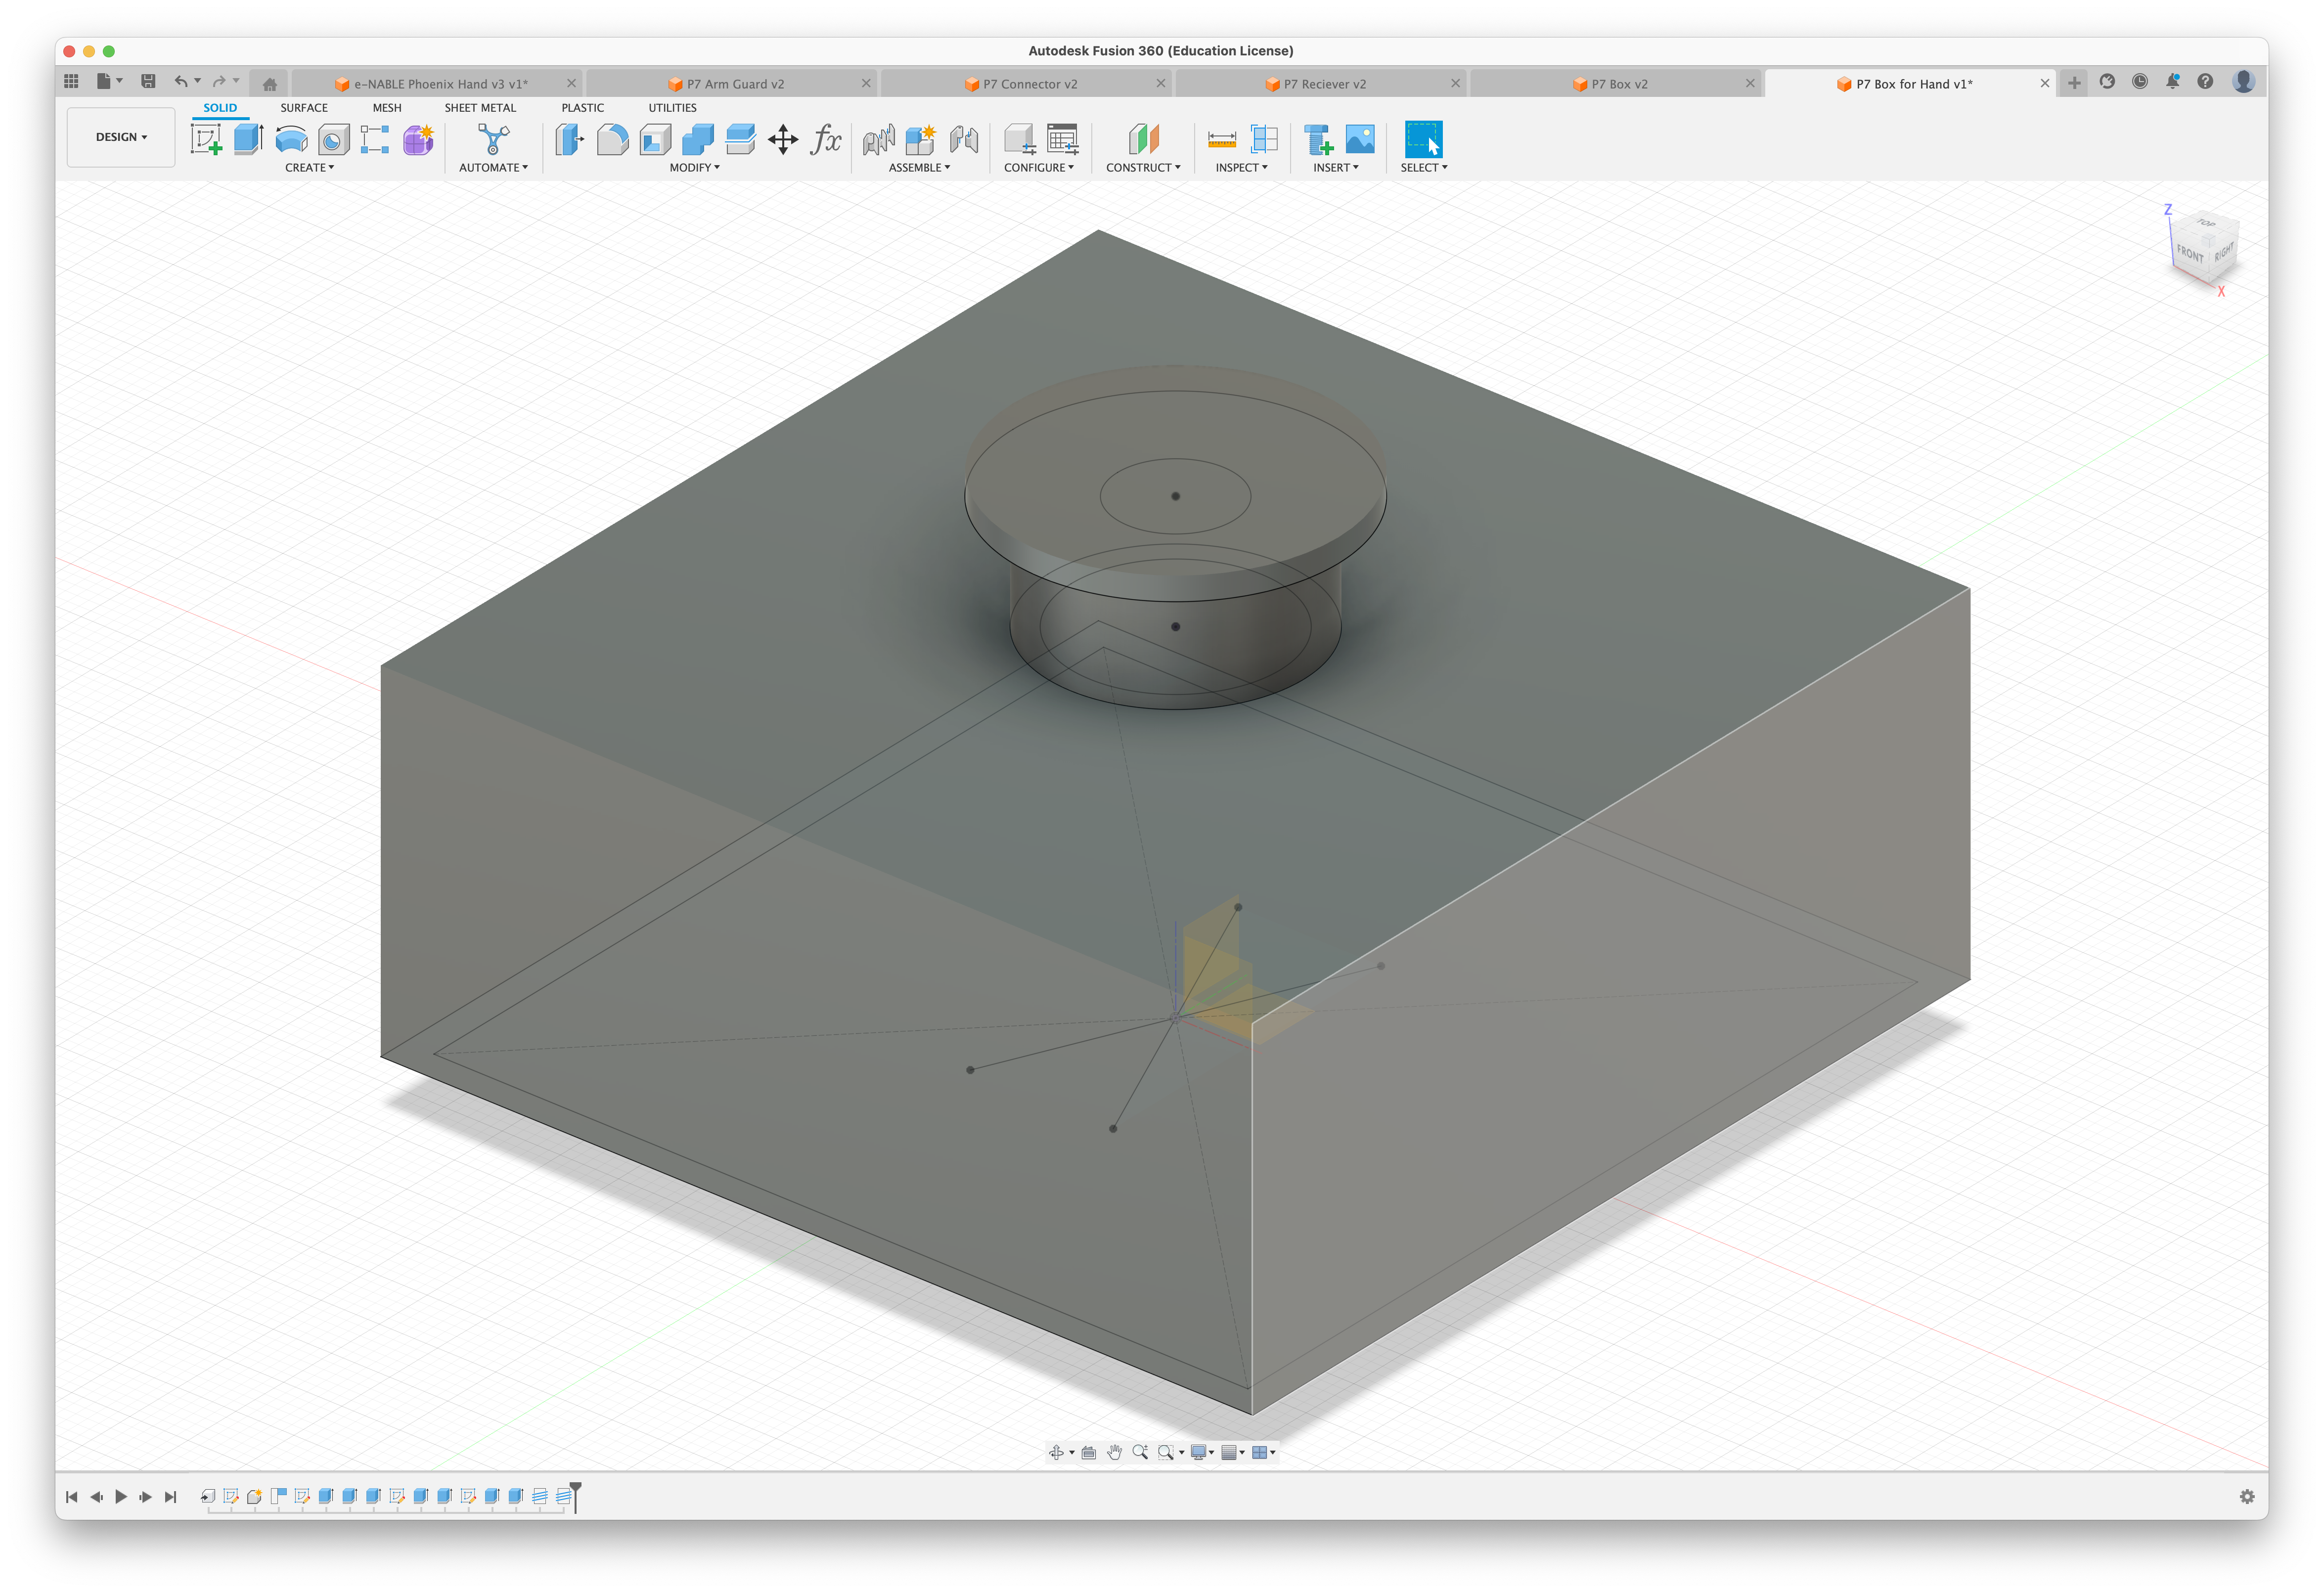 Autodesk Fusion 360 (Education License)
e-NABLE Phoenix Hand v3 v1*
P7 Arm Guard v2
P7 Connector v2
P7 Reciever v2
P7 Box v2
P7 Box for Hand v1*
SOLID
SURFACE
MESH
SHEET METAL
PLASTIC
UTILITIES
DESIGN
fx
CREATE
AUTOMATE
MODIFY
ASSEMBLE
CONFIGURE
CONSTRUCT
INSPECT
INSERT
SELECT
Z
TOP
FRONT
RIGHT
X